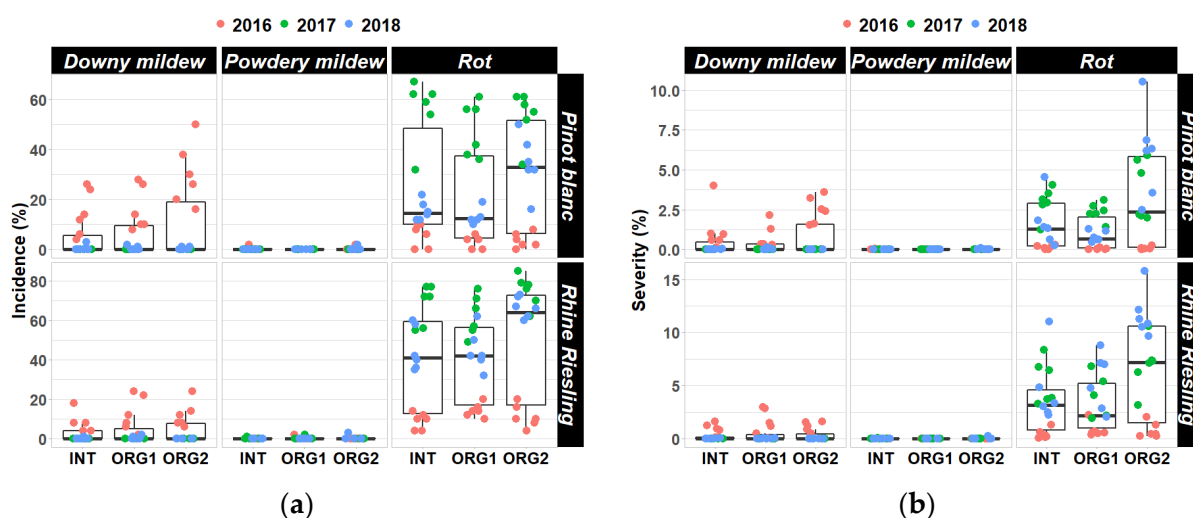 2016 2017 2018
Downy mildew Powdery mildew Rot
Incidence (%)
60
40
20
0
Pinot blanc
80
60
40
20
0
Rhine Riesling
INT ORG1 ORG2 INT ORG1 ORG2 INT ORG1 ORG2
(a)
2016 2017 2018
Downy mildew Powdery mildew Rot
Severity (%)
10.0
7.5
5.0
2.5
0.0
Pinot blanc
15
10
5
0
Rhine Riesling
INT ORG1 ORG2 INT ORG1 ORG2 INT ORG1 ORG2
(b)